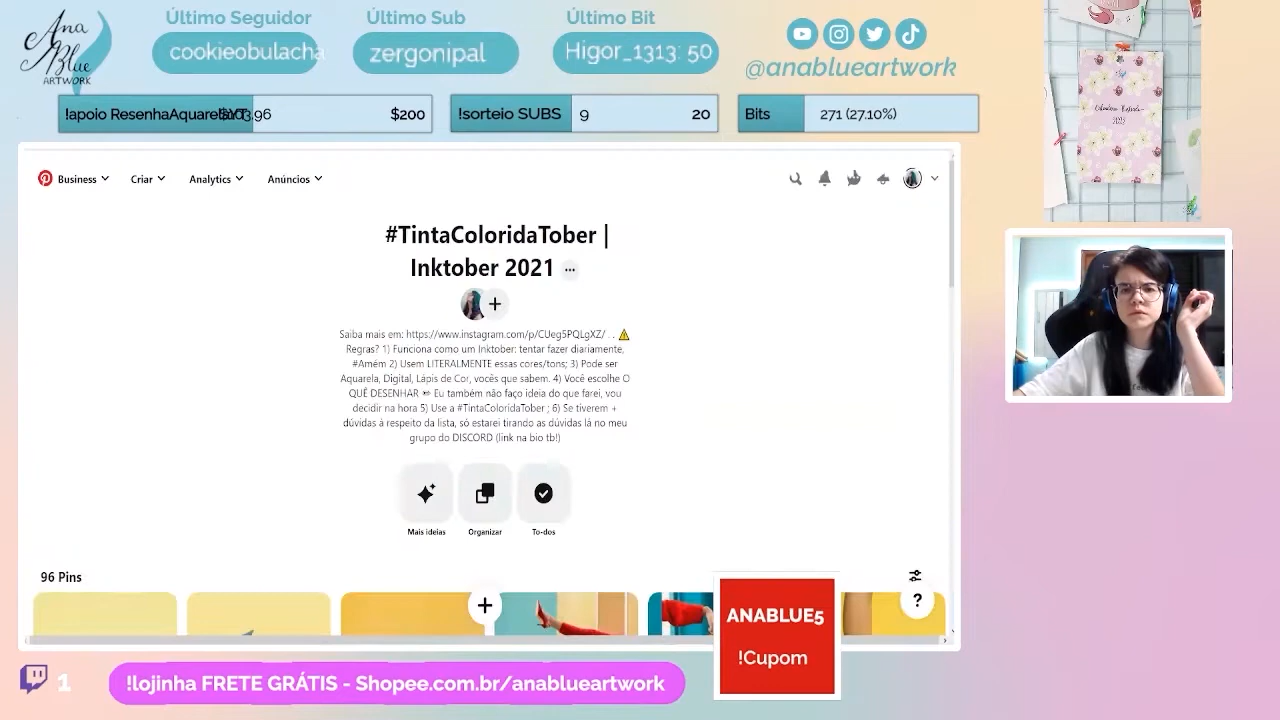 Ana
Blue
ARTWORK
Último Seguidor
cookieobulacha
Último Sub
zergonipal
Último Bit
Higor_1313: 50
@anablueartwork
!apoio ResenhaAquarelaYT
$200
!sorteio SUBS
9
20
Bits
271 (27.10%)
Business
Criar
Analytics
Anúncios
#TintaColoridaTober |
Inktober 2021
Saiba mais em: https://www.instagram.com/p/CUeg5PQLgXZ/ . . ⚠
Regras? 1) Funciona como um Inktober: tentar fazer diariamente,
#Amém 2) Usem LITERALMENTE essas cores/tons; 3) Pode ser
Aquarela, Digital, Lápis de Cor, vocês que sabem. 4) Você escolhe O
QUÊ DESENHAR Eu também não faço ideia do que farei, vou
decidir na hora 5) Use a #TintaColoridaTober ; 6) Se tiverem +
dúvidas à respeito da lista, só estarei tirando as dúvidas lá no meu
grupo do DISCORD (link na bio tb!)
Mais ideias
Organizar
To-dos
96 Pins
?
ANABLUE5
!Cupom
1
!lojinha FRETE GRÁTIS - Shopee.com.br/anablueartwork